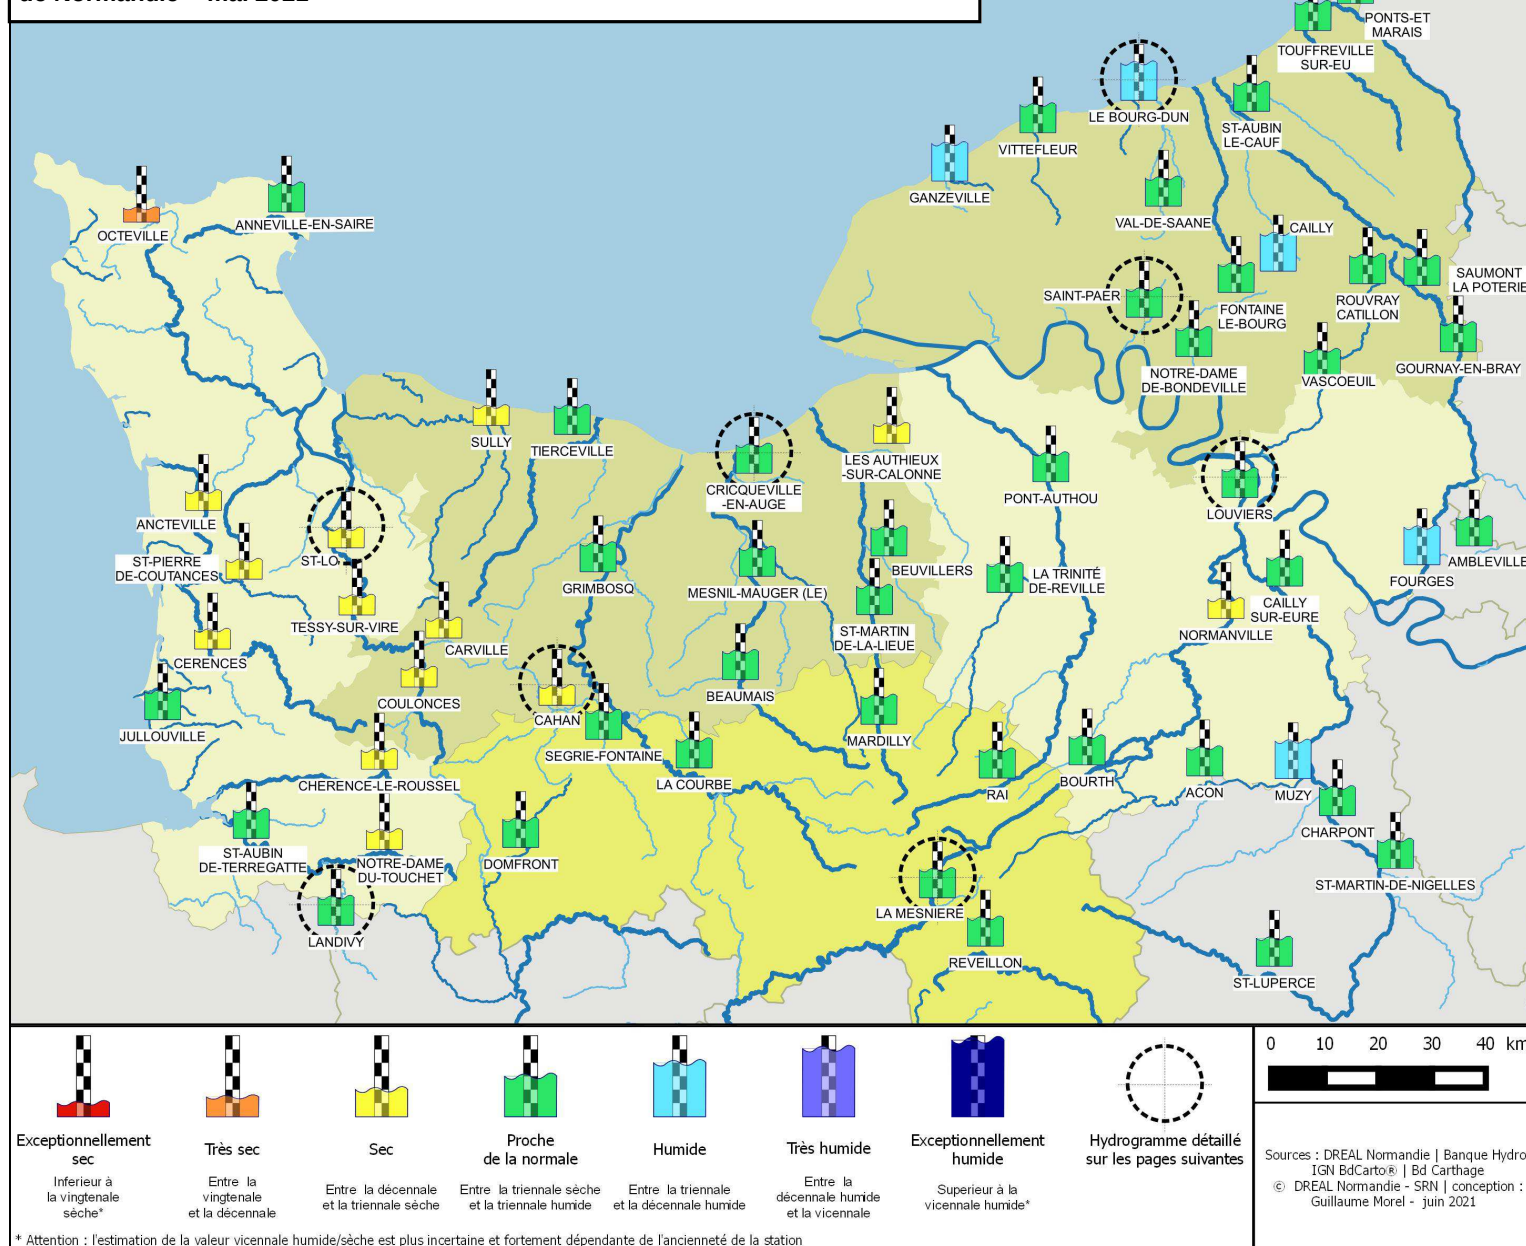 PONTS-ET
MARAIS
TOUFFREVILLE
SUR-EU
LE BOURG-DUN
ST-AUBIN
LE-CAUF
VITTEFLEUR
GANZEVILLE
VAL-DE-SAANE
CAILLY
OCTEVILLE
ANNEVILLE-EN-SAIRE
SAUMONT
LA POTERIE
SAINT-PAER
FONTAINE
LE-BOURG
ROUVRAY
CATILLON
NOTRE-DAME
DE-BONDEVILLE
VASCOEUIL
GOURNAY-EN-BRAY
SULLY
TIERCEVILLE
LES AUTHIEUX
-SUR-CALONNE
CRICQUEVILLE
-EN-AUGE
PONT-AUTHOU
LOUVIERS
ANCTEVILLE
ST-LO
ST-PIERRE
DE-COUTANCES
GRIMBOSQ
MESNIL-MAUGER (LE)
BEUVILLERS
LA TRINITÉ
DE-REVILLE
FOURGES
AMBLEVILLE
CAILLY
SUR-EURE
NORMANVILLE
TESSY-SUR-VIRE
CARVILLE
ST-MARTIN
DE-LA-LIEUE
CERENCES
COULONCES
BEAUMAIS
CAHAN
JULLOUVILLE
SEGRIE-FONTAINE
MARDILLY
CHERENCE-LE-ROUSSEL
LA COURBE
RAI
BOURTH
ACON
MUZY
CHARPONT
ST-AUBIN
DE-TERREGATTE
NOTRE-DAME
DU-TOUCHET
DOMFRONT
ST-MARTIN-DE-NIGELLES
LA MESNIERE
LANDIVY
REVEILLON
ST-LUPERCE
Exceptionnellement
sec
Inferieur à
la vingtenale
sèche*
Très sec
Entre la
vingtenale
et la décennale
Sec
Entre la décennale
et la triennale sèche
Proche
de la normale
Entre la triennale sèche
et la triennale humide
Humide
Entre la triennale
et la décennale humide
Très humide
Entre la
décennale humide
et la vicennale
Exceptionnellement
humide
Superieur à la
vicennale humide*
Hydrogramme détaillé
sur les pages suivantes
0 10 20 30 40 km
Sources : DREAL Normandie | Banque Hydro
IGN BdCarto® | Bd Carthage
© DREAL Normandie - SRN | conception :
Guillaume Morel - juin 2021
* Attention : l'estimation de la valeur vicennale humide/sèche est plus incertaine et fortement dépendante de l'ancienneté de la station